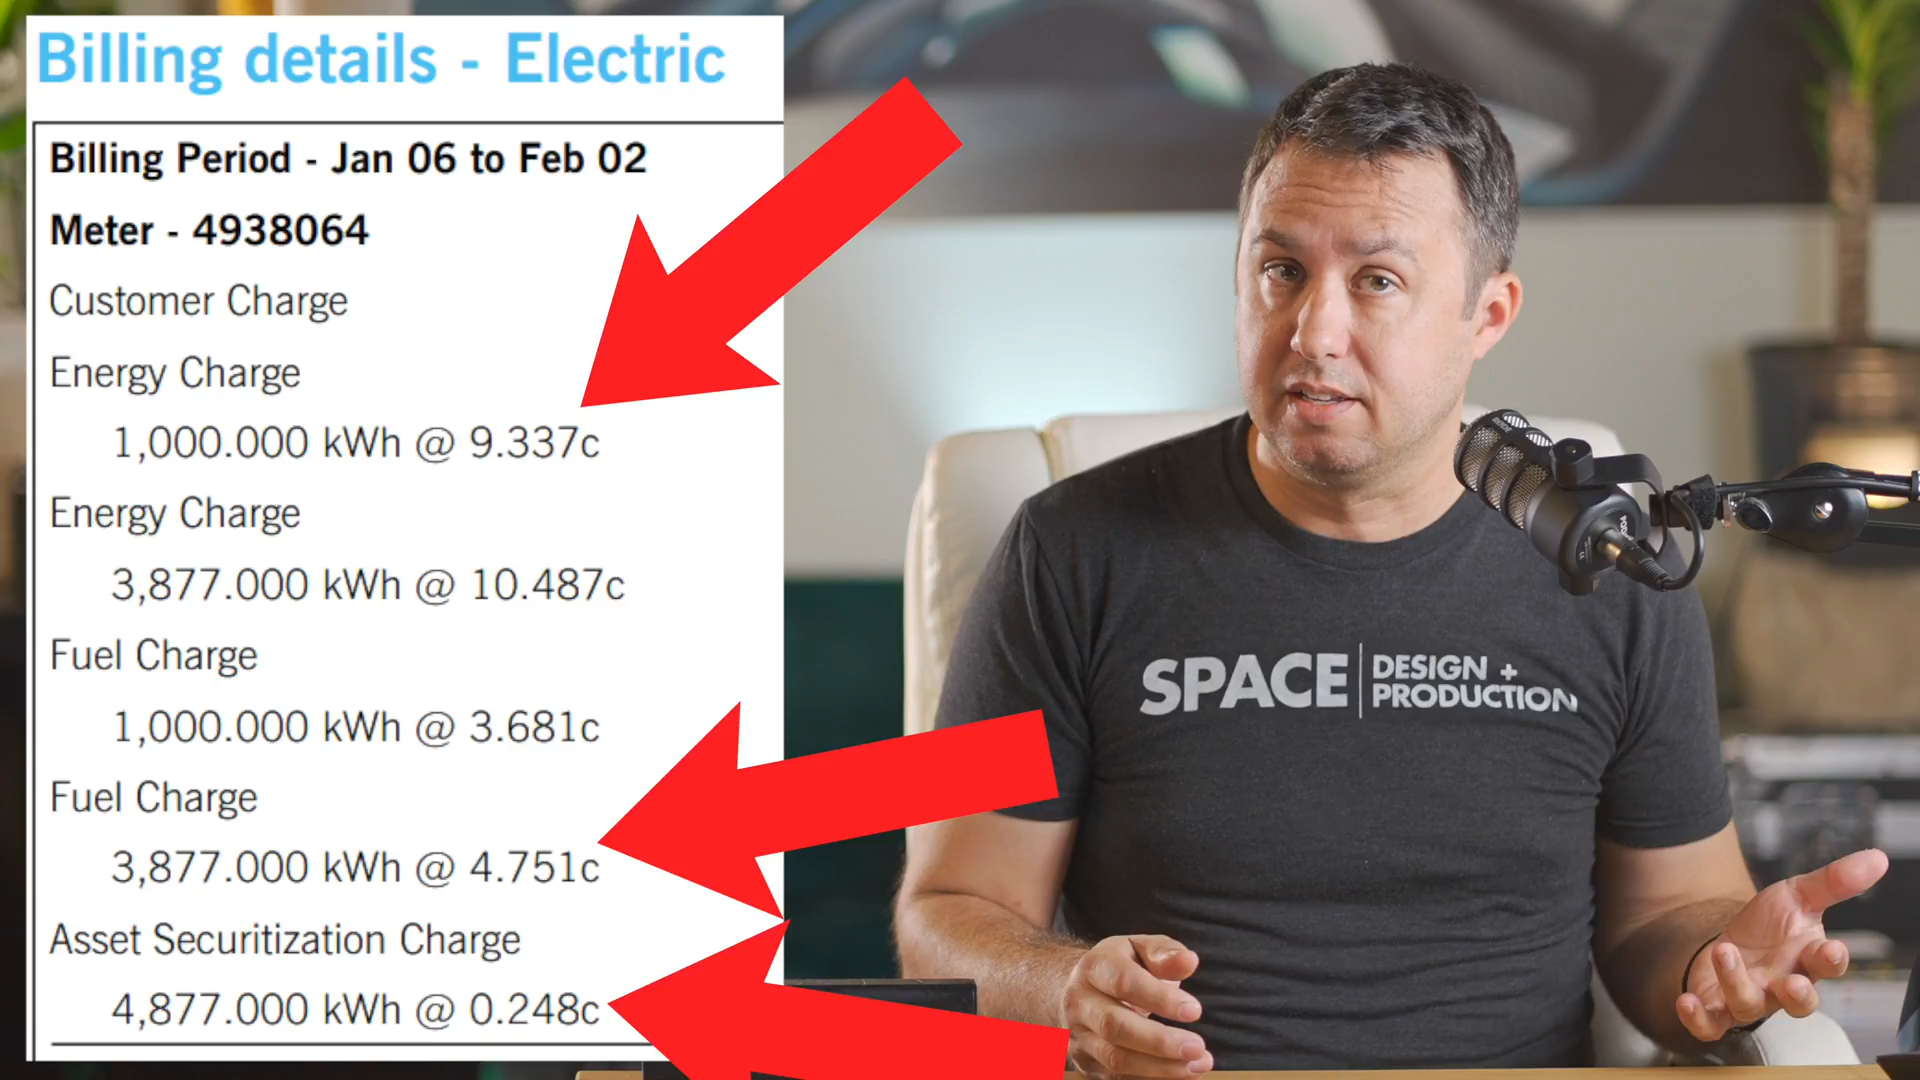 Billing details - Electric
Billing Period - Jan 06 to Feb 02
Meter - 4938064
Customer Charge
Energy Charge
1,000.000 kWh @ 9.337c
Energy Charge
3,877.000 kWh @ 10.487c
Fuel Charge
1,000.000 kWh @ 3.681c
Fuel Charge
3,877.000 kWh @ 4.751c
Asset Securitization Charge
4,877.000 kWh @ 0.248c
SPACE DESIGN +
PRODUCTION